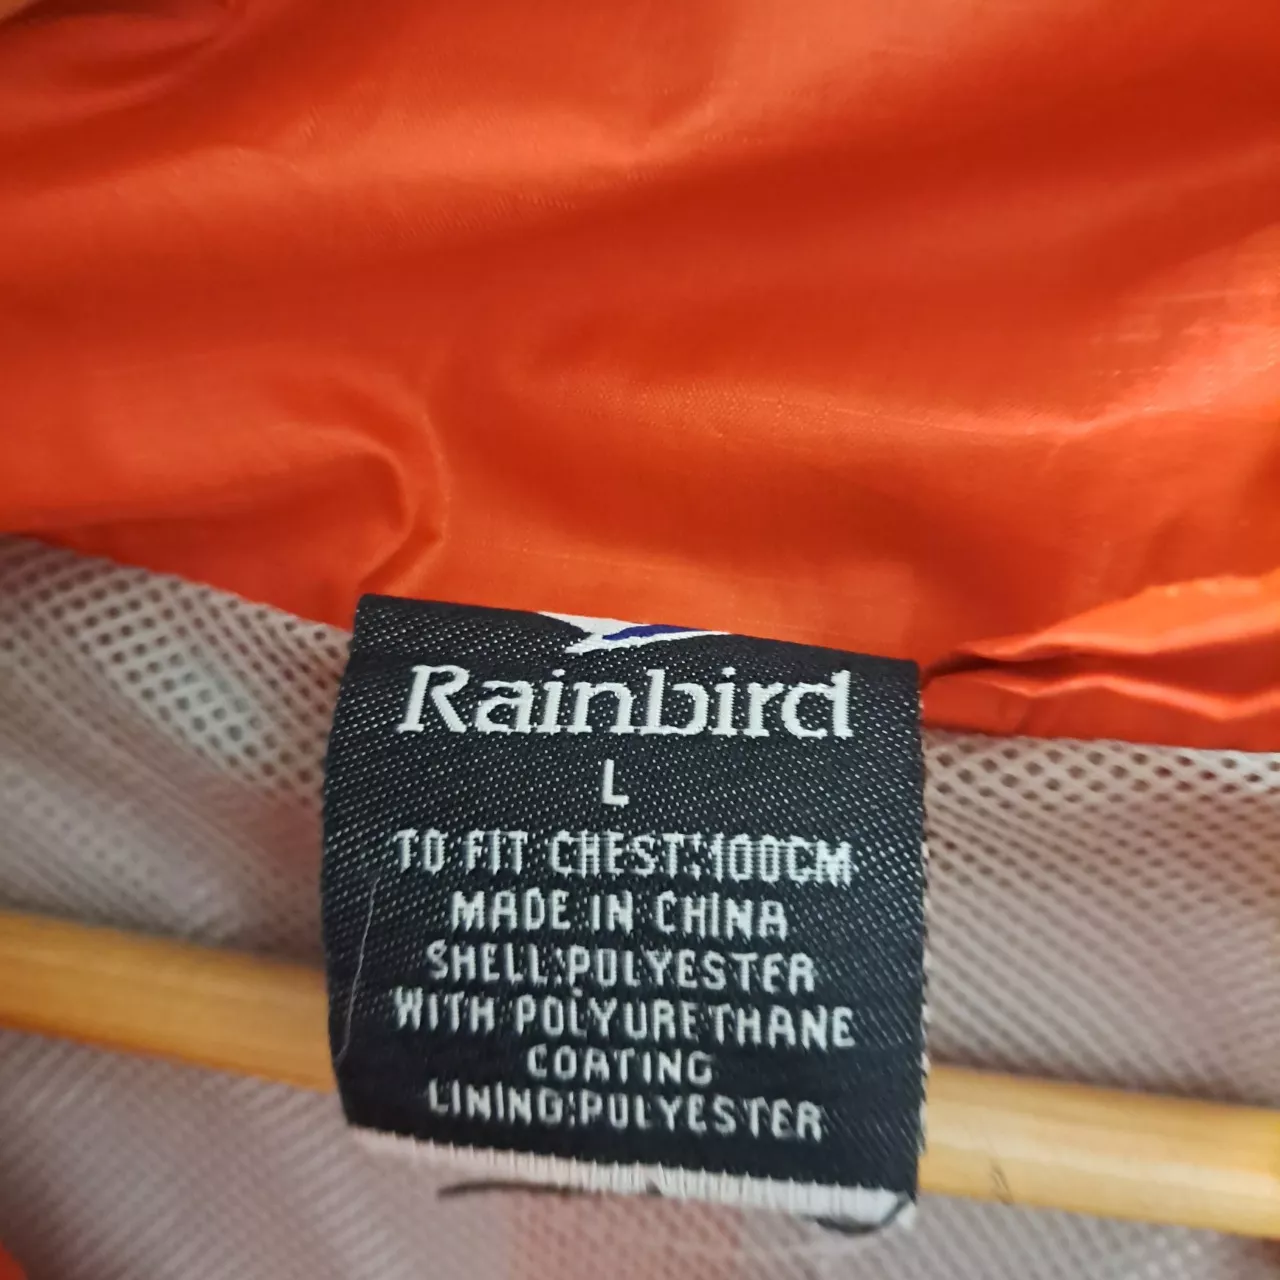 Rainbird
L
TO FIT CHEST:100CM
MADE IN CHINA
SHELL:POLYESTER
WITH POLYURETHANE
COATING
LINING:POLYESTER